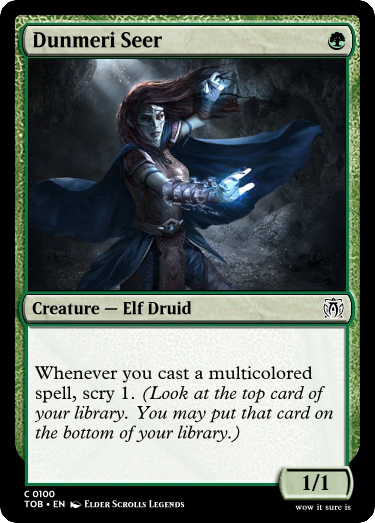 Dunmeri Seer
Creature — Elf Druid
Whenever you cast a multicolored
spell, scry 1. (Look at the top card of
your library. You may put that card on
the bottom of your library.)
1/1
C 0100
TOB • EN Elder Scrolls Legends
wow it sure is